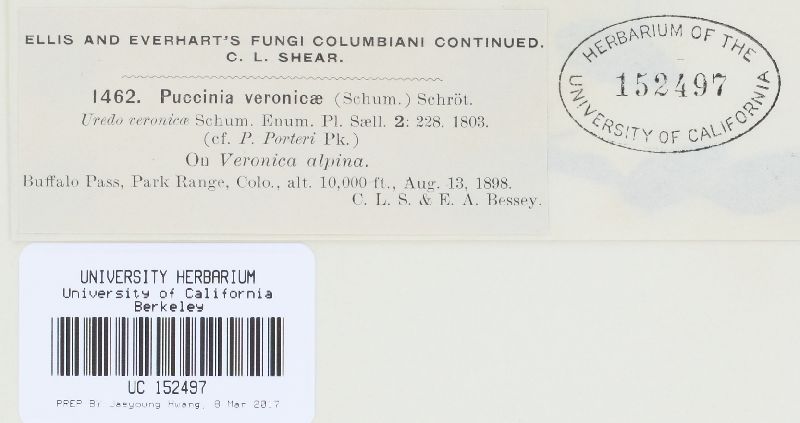 ELLIS AND EVERHART'S FUNGI COLUMBIANI CONTINUED.
C. L. SHEAR.
1462. Puccinia veronicæ (Schum.) Schröt.
Uredo veronicæ Schum. Enum. Pl. Sæll. 2: 228. 1803.
(cf. P. Porteri Pk.)
On Veronica alpina.
Buffalo Pass, Park Range, Colo., alt. 10,000 ft., Aug. 13, 1898.
C. L. S. & E. A. Bessey.
HERBARIUM OF THE
152497
UNIVERSITY OF CALIFORNIA
UNIVERSITY HERBARIUM
University of California
Berkeley
UC 152497
PREP BY Jaeyoung Hwang, 8 Mar 2017